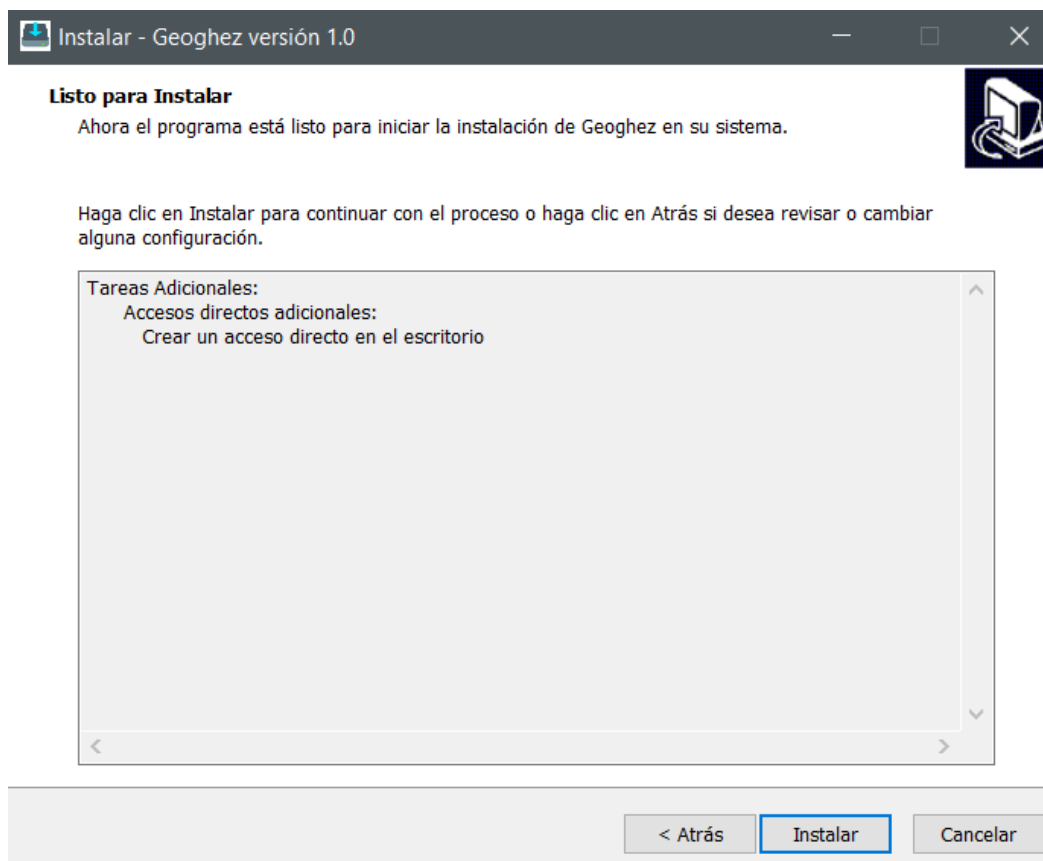 Instalar - Geoghez versión 1.0
Listo para Instalar
Ahora el programa está listo para iniciar la instalación de Geoghez en su sistema.
Haga clic en Instalar para continuar con el proceso o haga clic en Atrás si desea revisar o cambiar
alguna configuración.
Tareas Adicionales:
Accesos directos adicionales:
Crear un acceso directo en el escritorio
< Atrás
Instalar
Cancelar